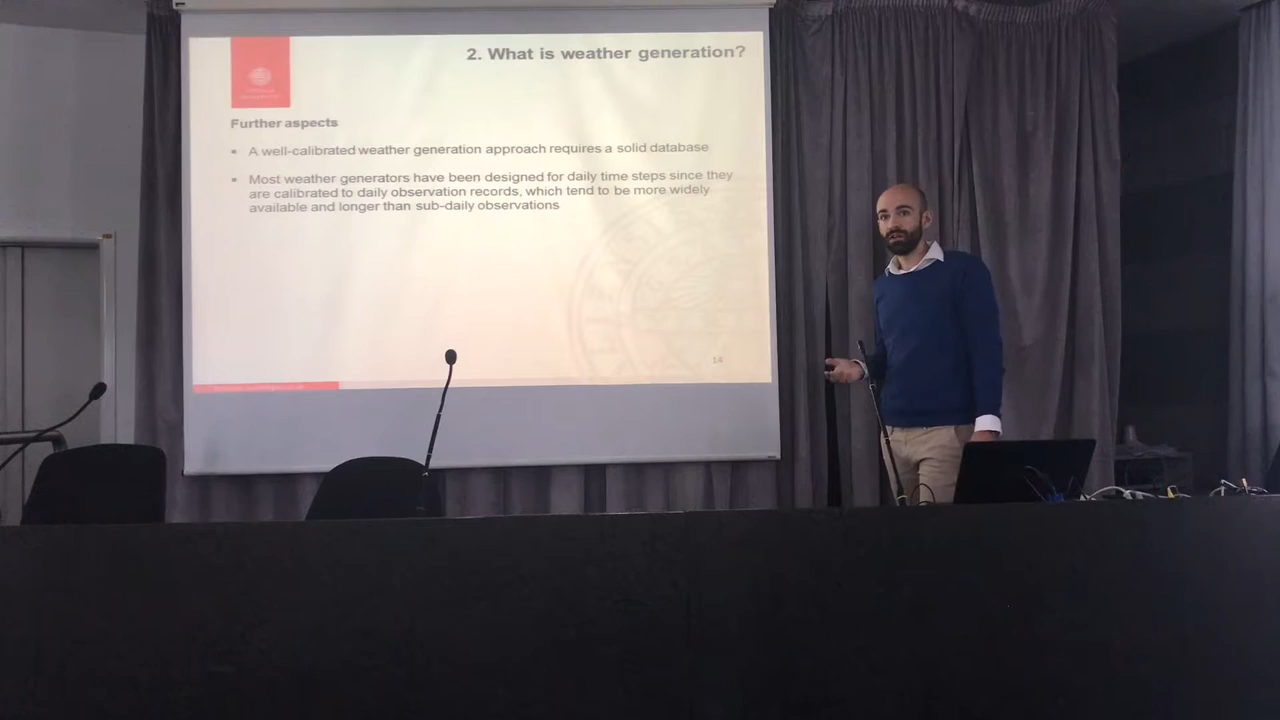 2. What is weather generation?
Further aspects
▪ A well-calibrated weather generation approach requires a solid database
▪ Most weather generators have been designed for daily time steps since they
are calibrated to daily observation records, which tend to be more widely
available and longer than sub-daily observations
14